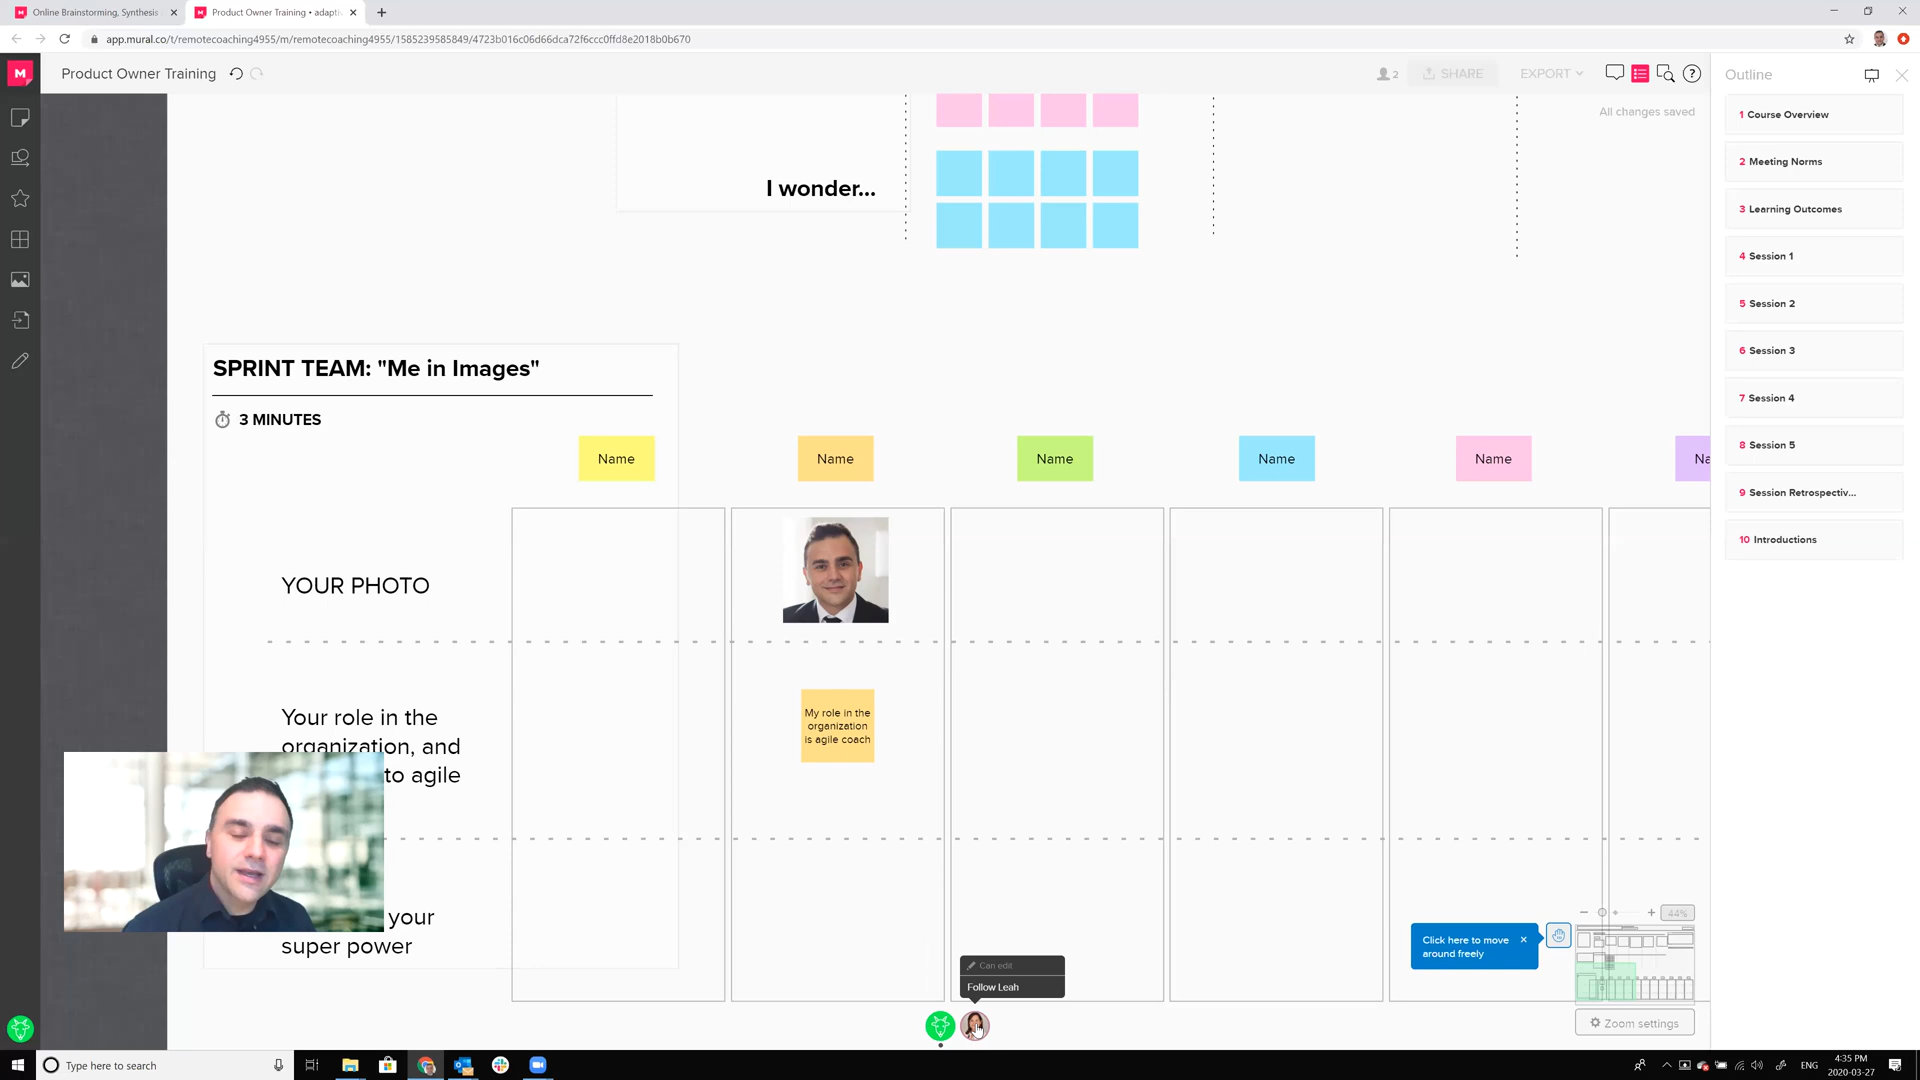 Online Brainstorming, Synthesis
Product Owner Training • adapti
app.mural.co/t/remotecoaching4955/m/remotecoaching4955/1585239585849/4723b016c06d66dca72f6ccc0ffd8e2018b0b670
M
Product Owner Training
2
SHARE
EXPORT
?
Outline
All changes saved
1 Course Overview
2 Meeting Norms
3 Learning Outcomes
4 Session 1
5 Session 2
6 Session 3
7 Session 4
8 Session 5
9 Session Retrospectiv...
10 Introductions
I wonder...
SPRINT TEAM: "Me in Images"
3 MINUTES
Name
Name
Name
Name
Name
Na
YOUR PHOTO
Your role in the
organization, and
to agile
My role in the
organization
is agile coach
your
super power
Can edit
Follow Leah
Click here to move
around freely
44%
Zoom settings
Type here to search
ENG
4:35 PM
2020-03-27